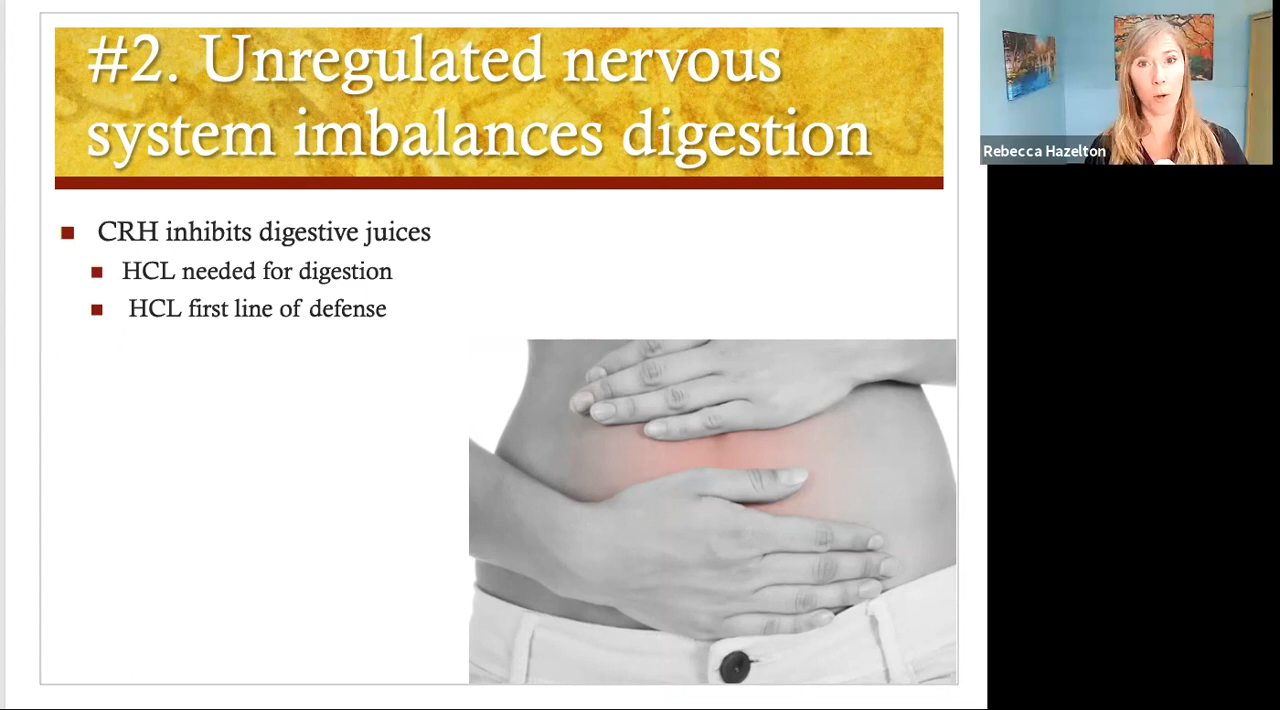 #2. Unregulated nervous
system imbalances digestion
CRH inhibits digestive juices
HCL needed for digestion
HCL first line of defense
Rebecca Hazelton